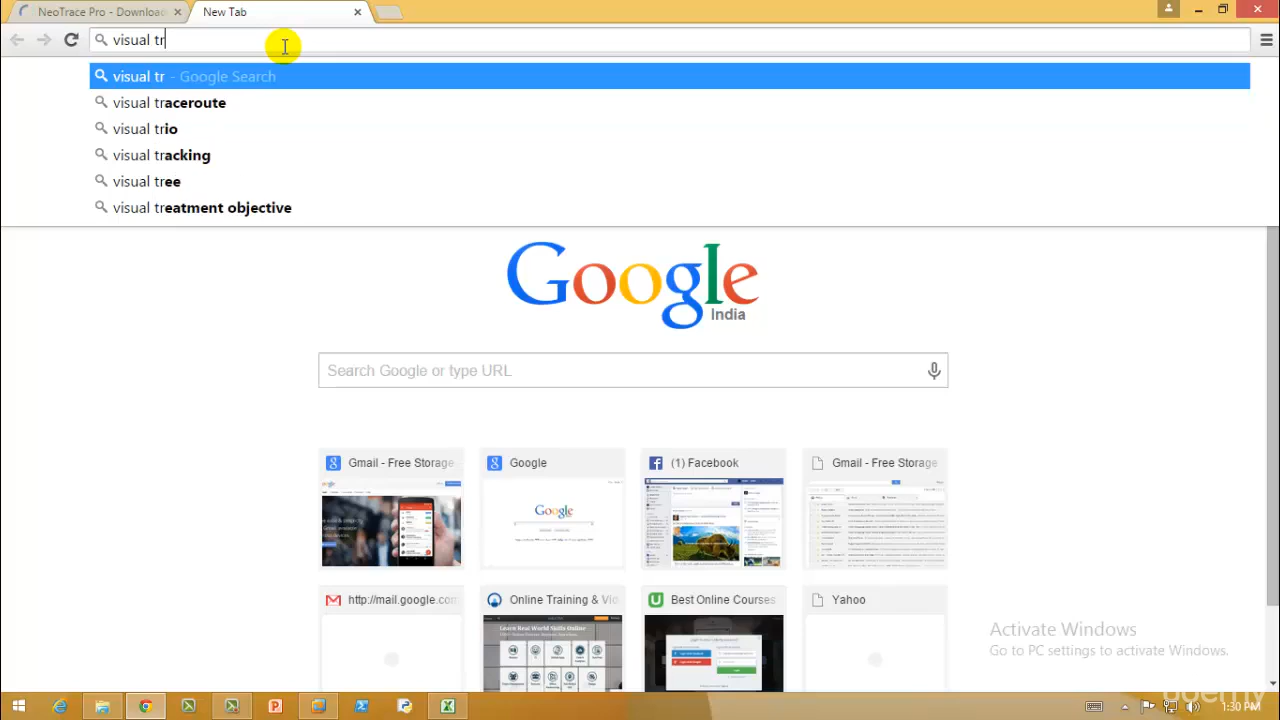 NeoTrace Pro - Download
New Tab
visual tr
visual tr - Google Search
visual traceroute
visual trio
visual tracking
visual tree
visual treatment objective
Google
India
Search Google or type URL
Gmail - Free Storage
Google
(1) Facebook
Gmail - Free Storage
http://mail.google.com
Online Training & Vid
Best Online Courses
Yahoo
Activate Windows
Go to PC settings to activate Windows.
udemy
1:30 PM